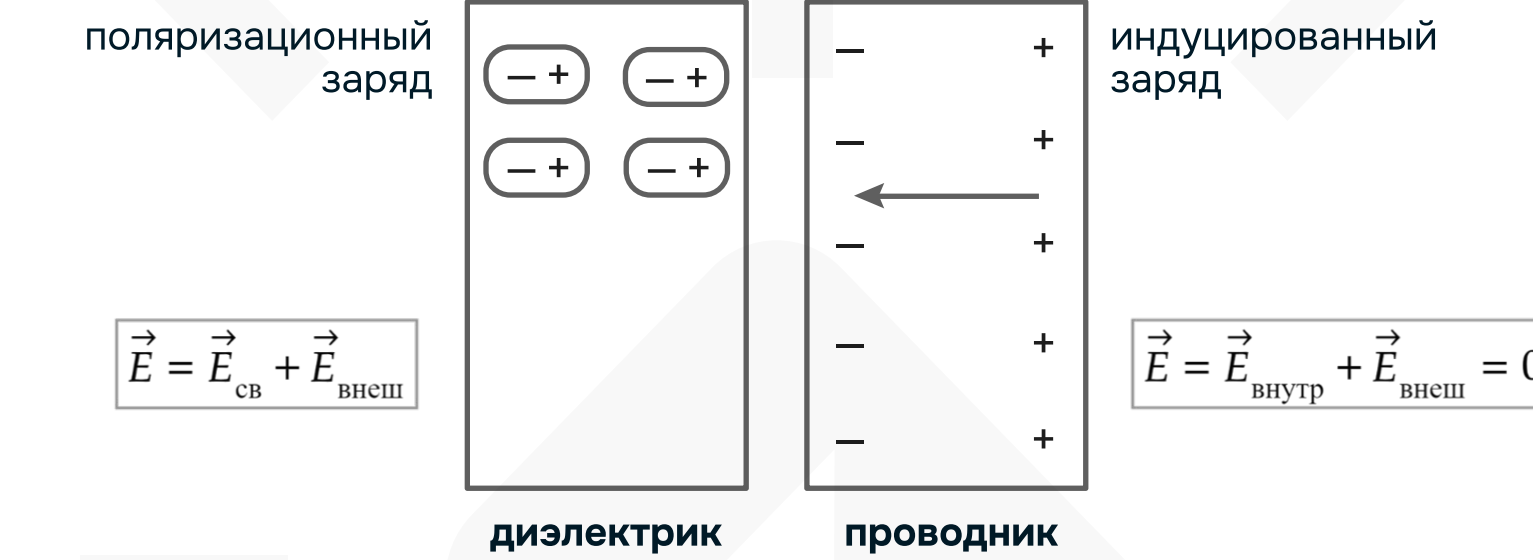 поляризационный
заряд
индуцированный
заряд
— +
— +
— +
— +
— +
— +
— +
— +
— +
E⃗ = E⃗св + E⃗внеш
E⃗ = E⃗внутр + E⃗внеш = 0
диэлектрик
проводник